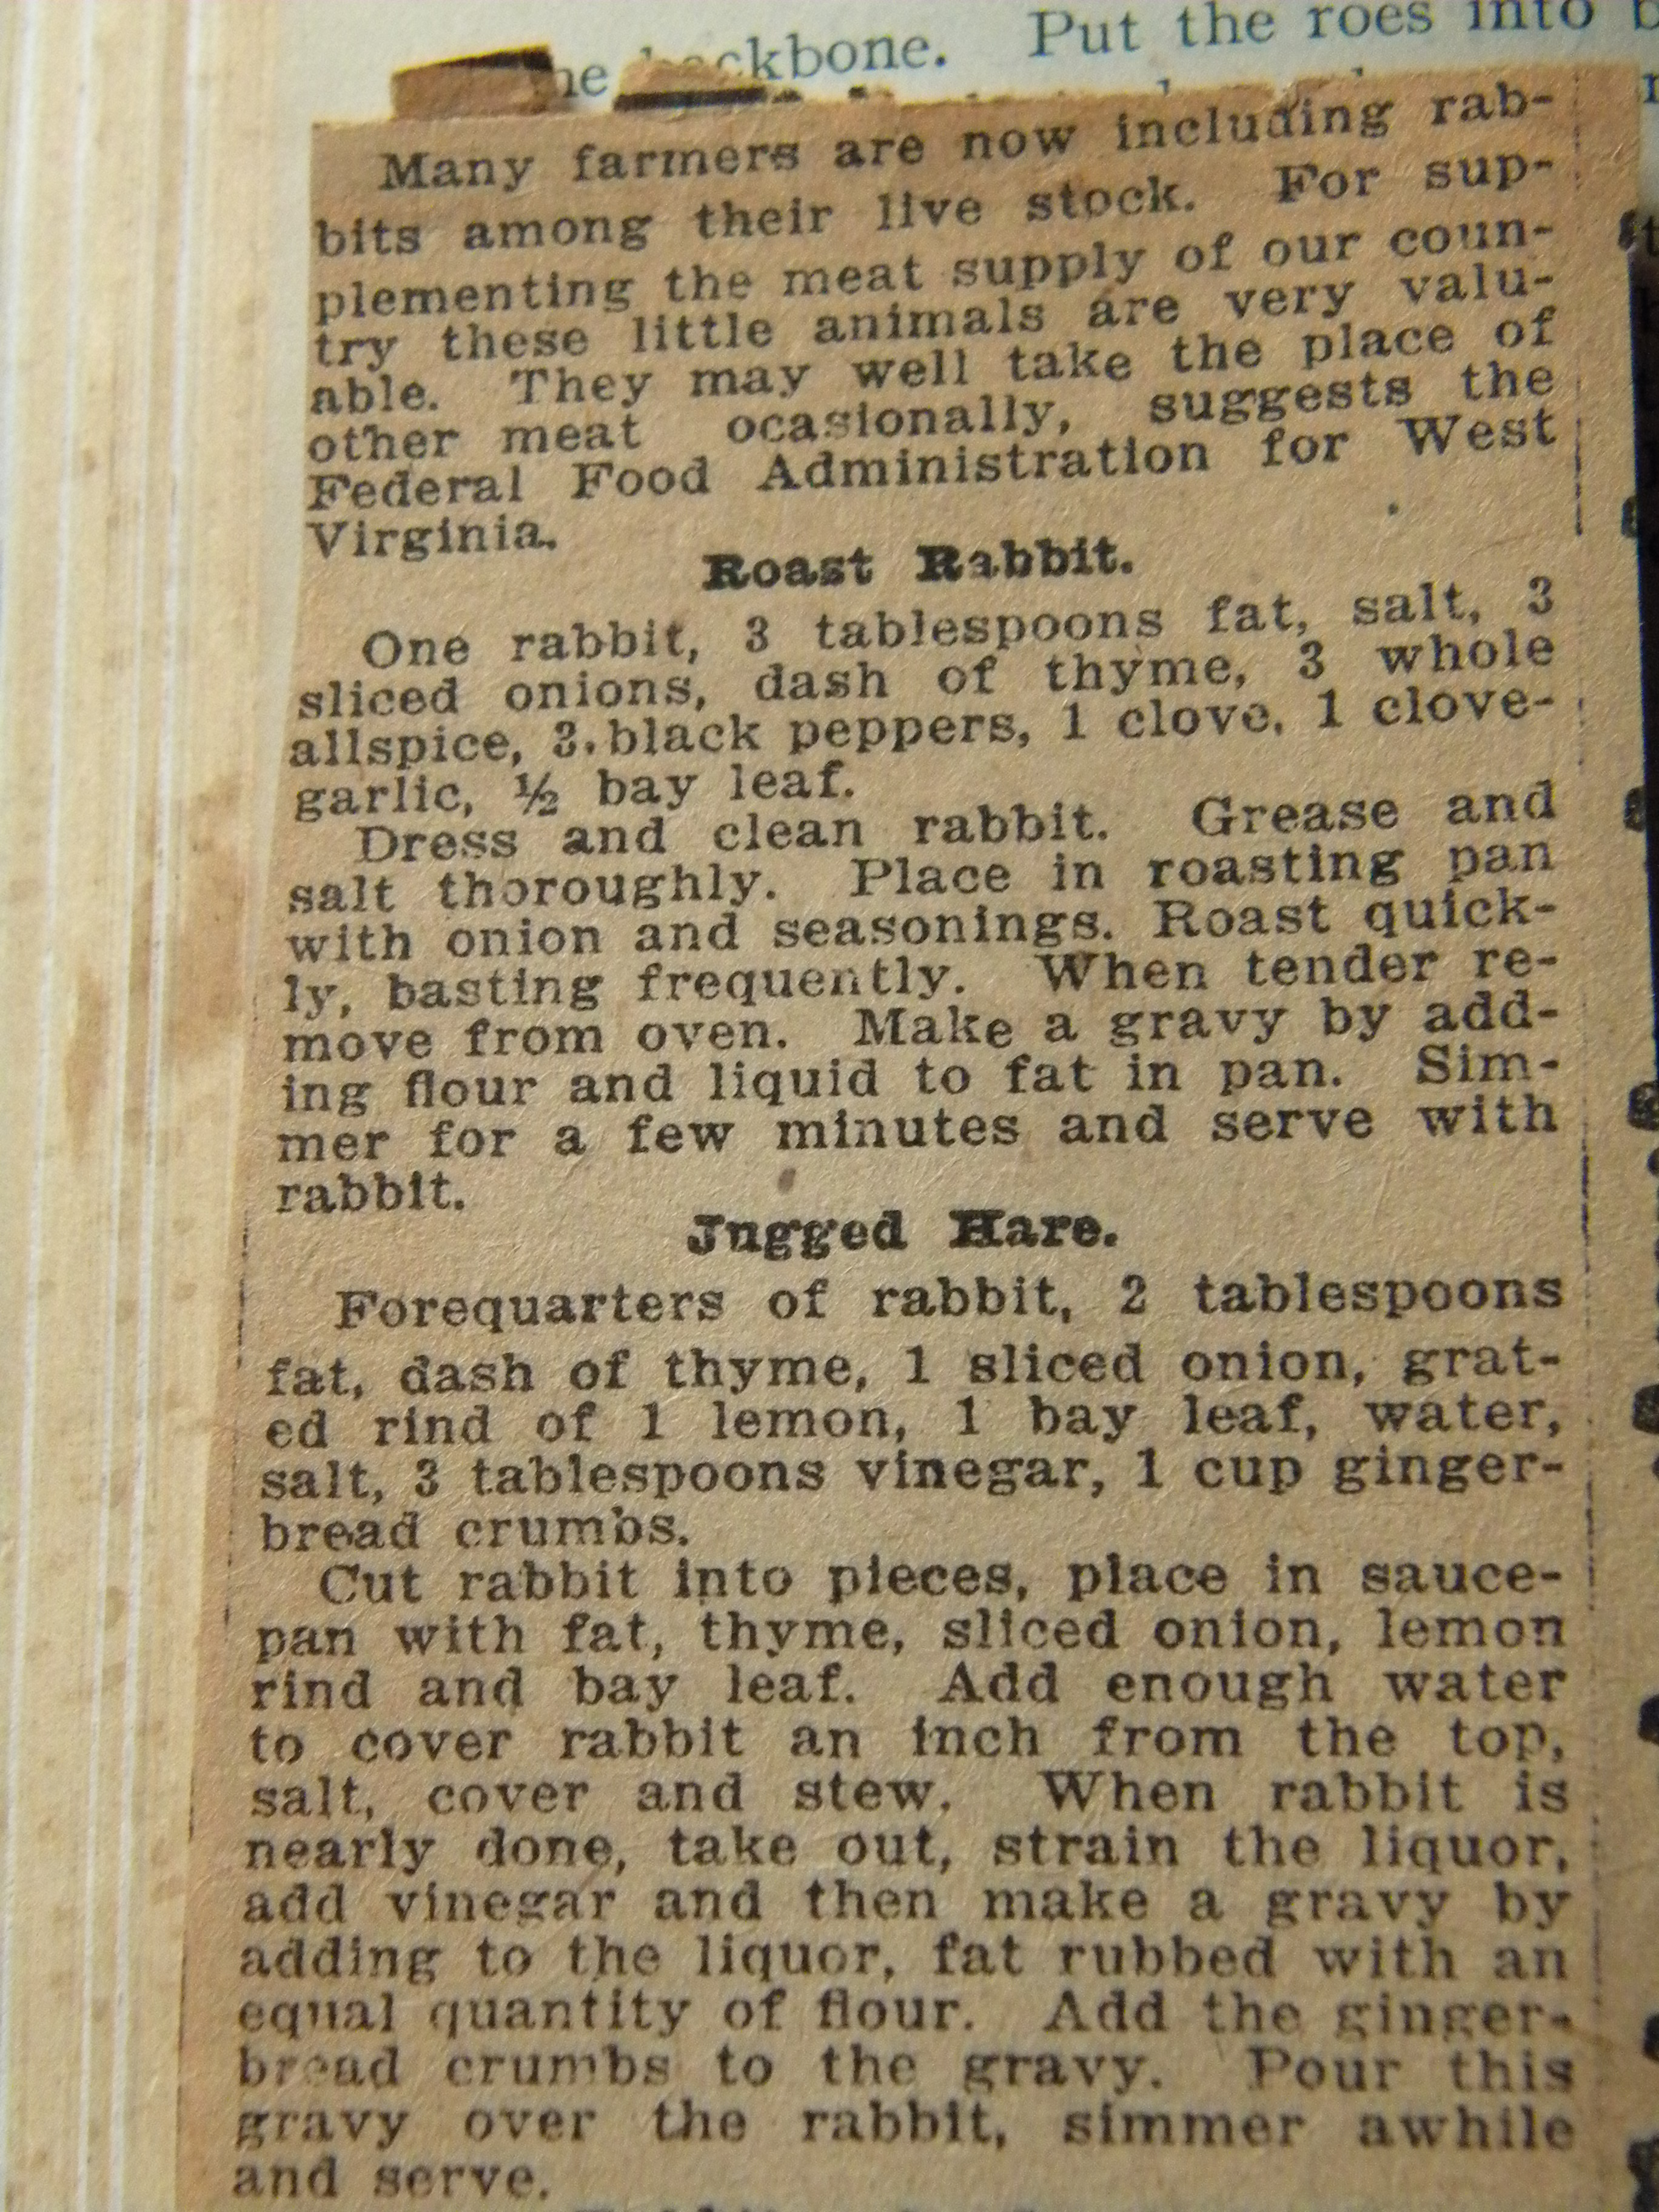 backbone. Put the roes into
Many farmers are now including rab-
bits among their live stock. For sup-
plementing the meat supply of our coun-
try these little animals are very valu-
able. They may well take the place of
other meat ocasionally, suggests the
Federal Food Administration for West
Virginia.
Roast Rabbit.
One rabbit, 3 tablespoons fat, salt, 3
sliced onions, dash of thyme, 3 whole
allspice, 3 black peppers, 1 clove, 1 clove-
garlic, ½ bay leaf.
Dress and clean rabbit. Grease and
salt thoroughly. Place in roasting pan
with onion and seasonings. Roast quick-
ly, basting frequently. When tender re-
move from oven. Make a gravy by add-
ing flour and liquid to fat in pan. Sim-
mer for a few minutes and serve with
rabbit.
Jngged Hare.
Forequarters of rabbit, 2 tablespoons
fat, dash of thyme, 1 sliced onion, grat-
ed rind of 1 lemon, 1 bay leaf, water,
salt, 3 tablespoons vinegar, 1 cup ginger-
bread crumbs.
Cut rabbit into pieces, place in sauce-
pan with fat, thyme, sliced onion, lemon
rind and bay leaf. Add enough water
to cover rabbit an inch from the top,
salt, cover and stew. When rabbit is
nearly done, take out, strain the liquor,
add vinegar and then make a gravy by
adding to the liquor, fat rubbed with an
equal quantity of flour. Add the ginger-
bread crumbs to the gravy. Pour this
gravy over the rabbit, simmer awhile
and serve.